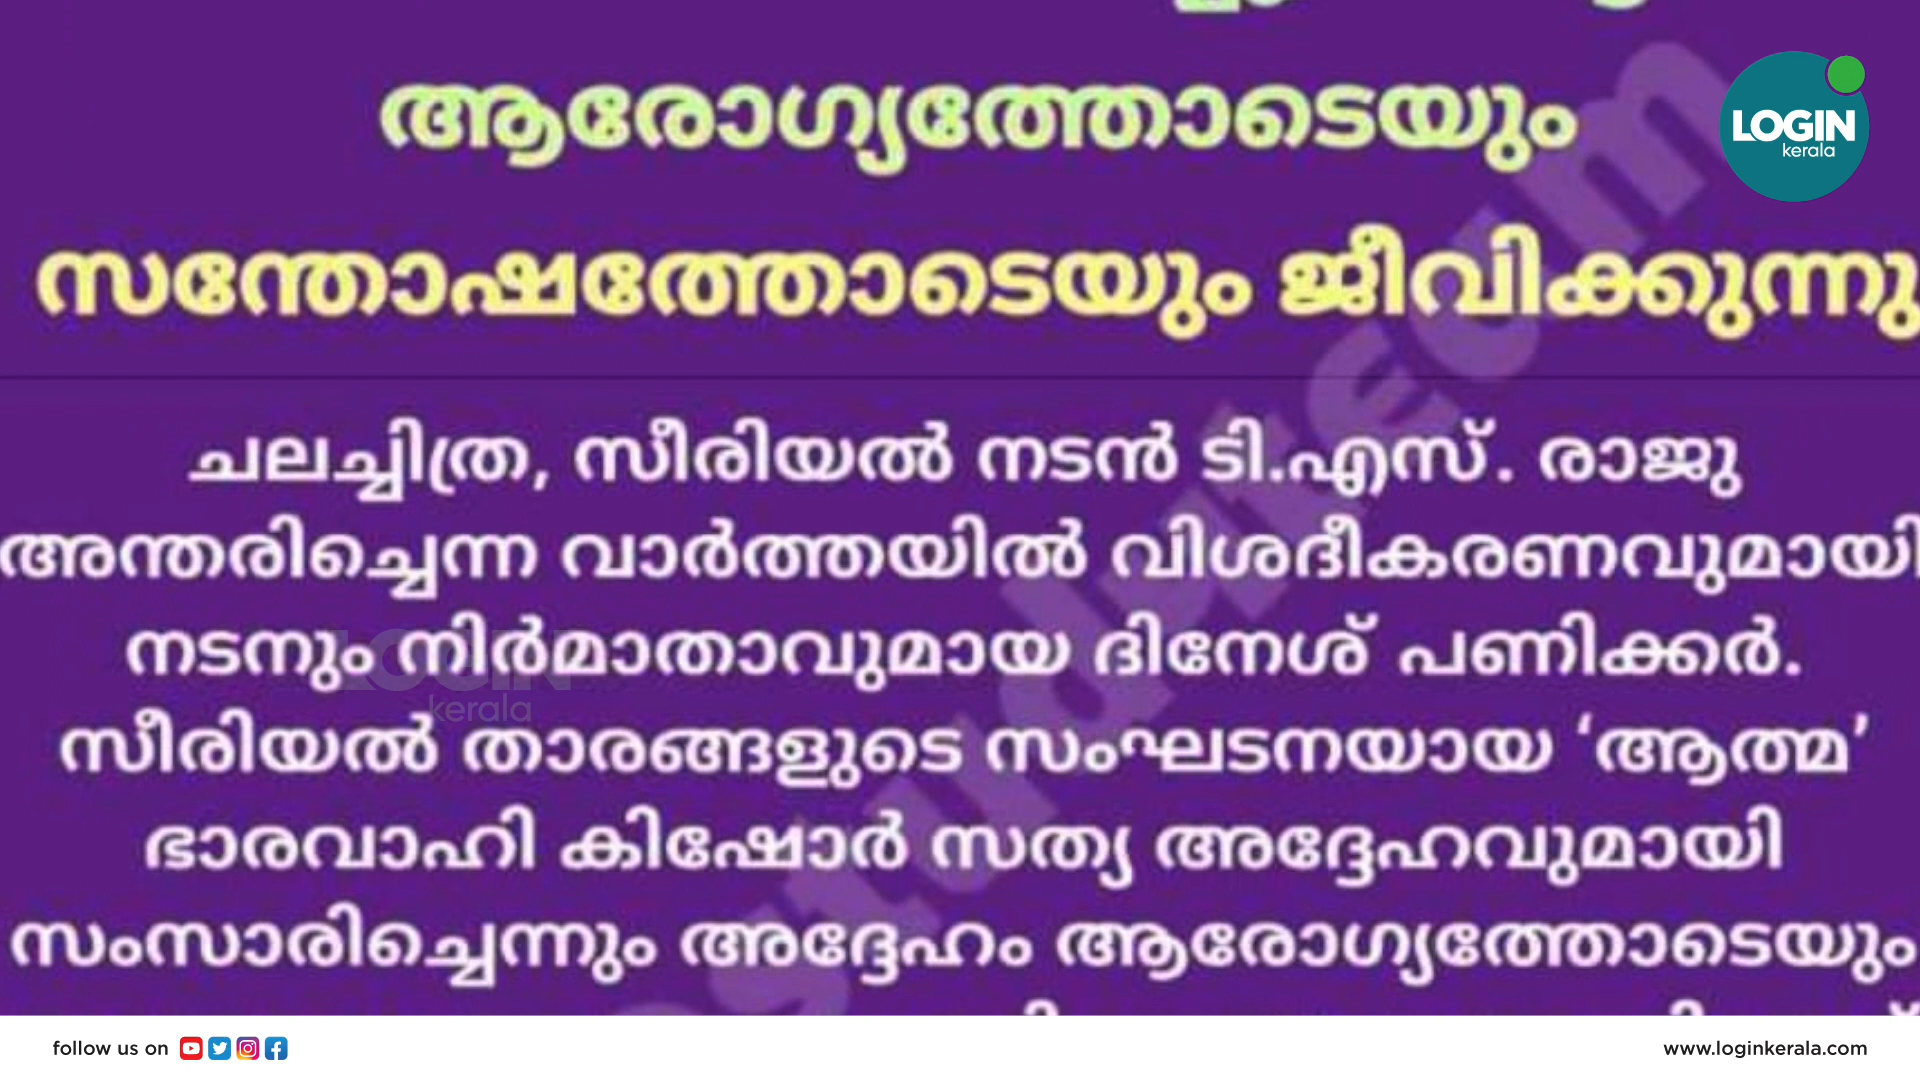 LOGIN
kerala
ആരോഗ്യത്തോടെയും
സന്തോഷത്തോടെയും ജീവിക്കുന്നു
ചലച്ചിത്ര, സീരിയൽ നടൻ ടി.എസ്. രാജു
അന്തരിച്ചെന്ന വാർത്തയിൽ വിശദീകരണവുമായി
നടനും നിർമാതാവുമായ ദിനേശ് പണിക്കർ.
സീരിയൽ താരങ്ങളുടെ സംഘടനയായ ‘ആത്മ’
ഭാരവാഹി കിഷോർ സത്യ അദ്ദേഹവുമായി
സംസാരിച്ചെന്നും അദ്ദേഹം ആരോഗ്യത്തോടെയും
LOGIN
kerala
follow us on
www.loginkerala.com